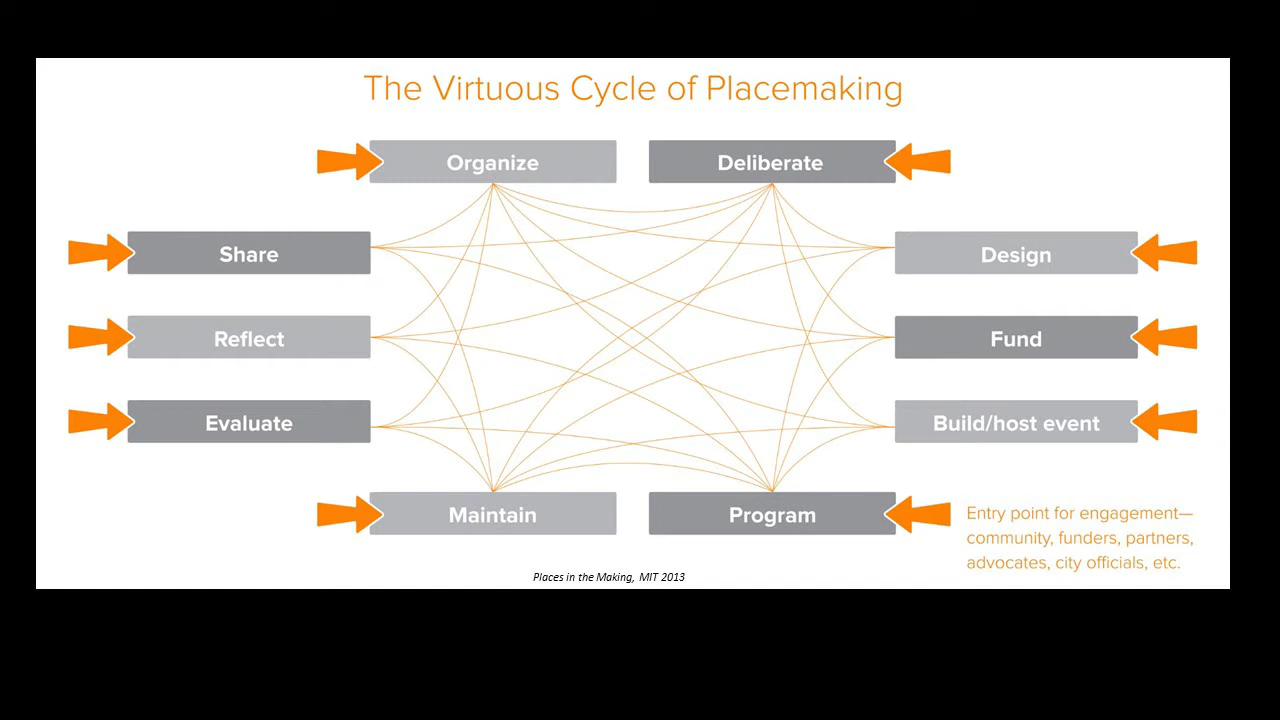 The Virtuous Cycle of Placemaking
Organize
Deliberate
Share
Design
Reflect
Fund
Evaluate
Build/host event
Maintain
Program
Entry point for engagement—
community, funders, partners,
advocates, city officials, etc.
Places in the Making, MIT 2013